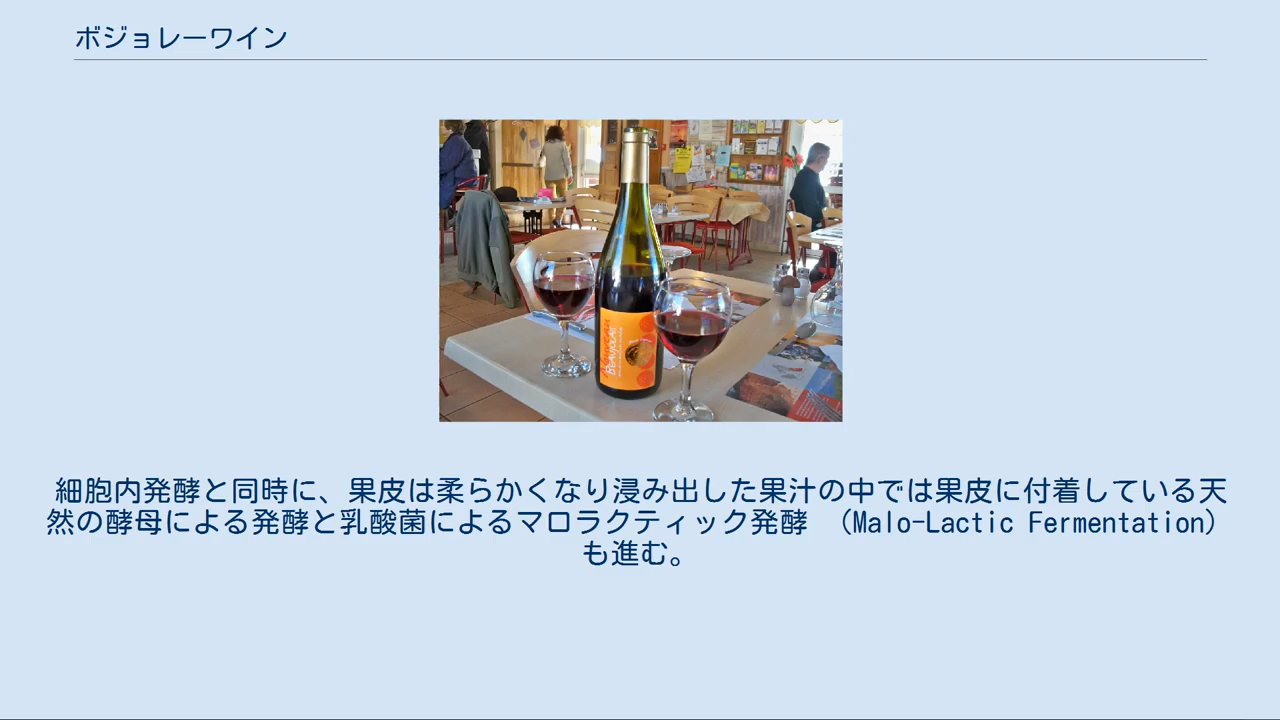 ボジョレーワイン
BEAUJOLAIS
細胞内発酵と同時に、果皮は柔らかくなり浸み出した果汁の中では果皮に付着している天
然の酵母による発酵と乳酸菌によるマロラクティック発酵 （Malo-Lactic Fermentation）
も進む。